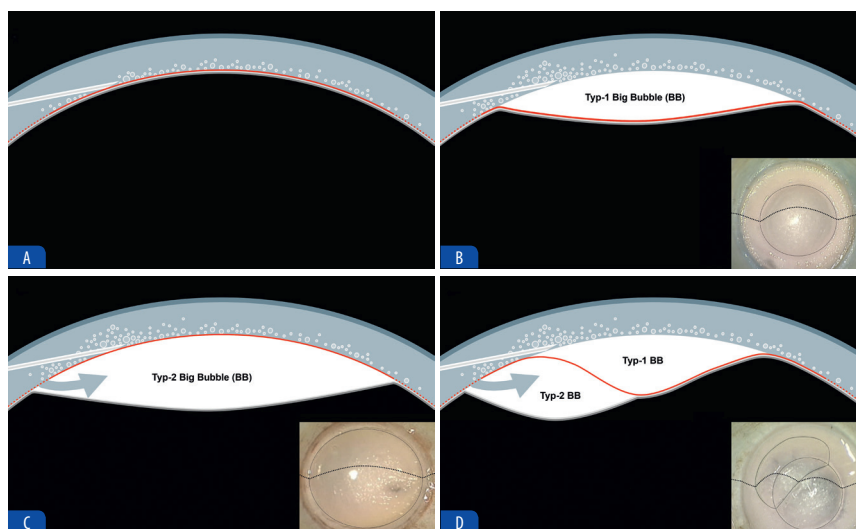 A
Typ-1 Big Bubble (BB)
B
Typ-2 Big Bubble (BB)
C
Typ-1 BB
Typ-2 BB
D